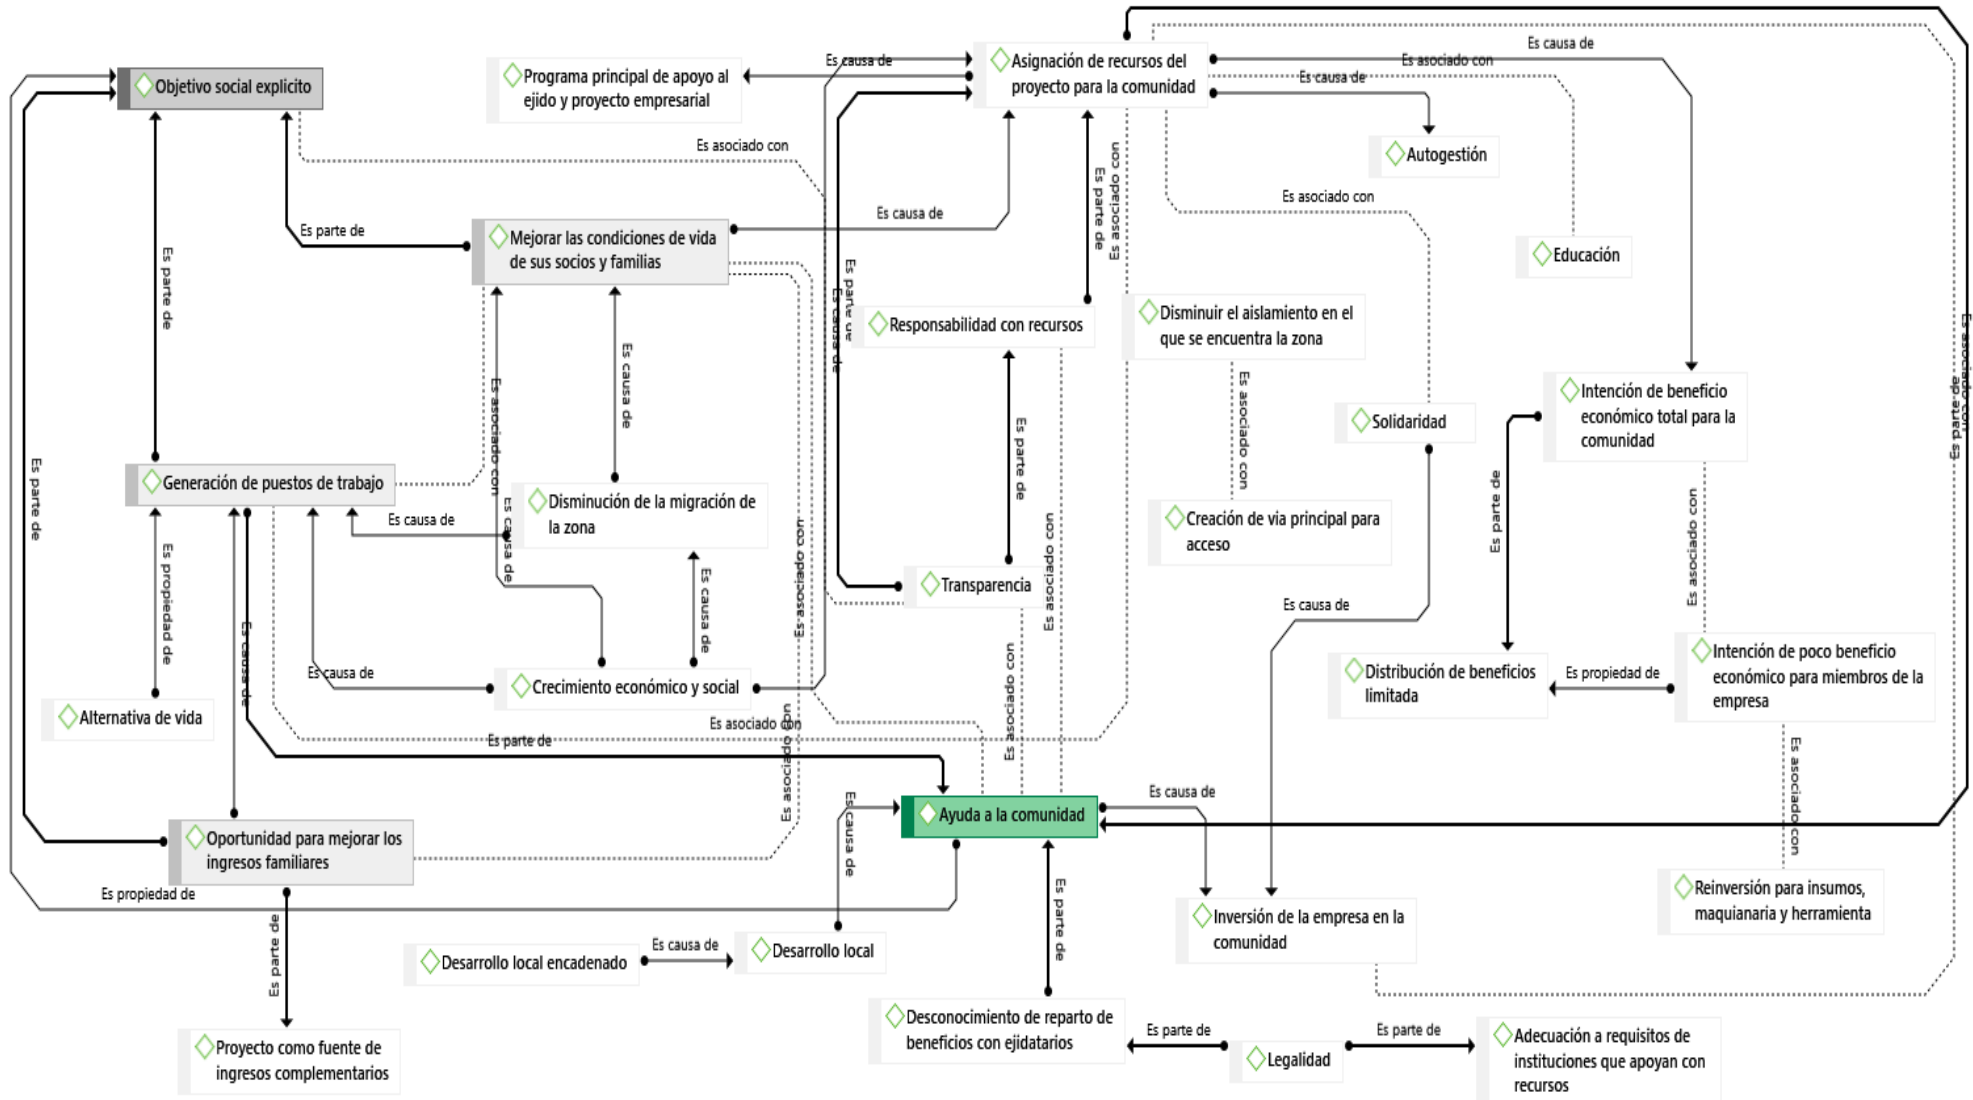 Es causa de
Es causa de
Es asociado con
Es causa de
Asignación de recursos del
proyecto para la comunidad
Programa principal de apoyo al
ejido y proyecto empresarial
Objetivo social explicito
Es asociado con
Autogestión
Es asociado con
Es parte de
Es asociado con
Es causa de
Es parte de
Mejorar las condiciones de vida
de sus socios y familias
Educación
Es parte de
Es parte de
Es causa de
Responsabilidad con recursos
Disminuir el aislamiento en el
que se encuentra la zona
Es asociado con
Es parte de
Es causa de
Es asociado con
Intención de beneficio
económico total para la
comunidad
Solidaridad
Es asociado con
Es parte de
Es parte de
Generación de puestos de trabajo
Disminución de la migración de
la zona
Es causa de
Es causa de
Creación de via principal para
acceso
Es parte de
Es asociado con
Es asociado con
Es asociado con
Es propiedad de
Es causa de
Transparencia
Es causa de
Es causa de
Es causa de
Crecimiento económico y social
Es asociado con
Distribución de beneficios
limitada
Es propiedad de
Intención de poco beneficio
económico para miembros de la
empresa
Alternativa de vida
Es asociado con
Es parte de
Es asociado con
Es asociado con
Es causa de
Es causa de
Ayuda a la comunidad
Oportunidad para mejorar los
ingresos familiares
Es propiedad de
Reinversión para insumos,
maquianaria y herramienta
Es parte de
Inversión de la empresa en la
comunidad
Es parte de
Desarrollo local encadenado
Es causa de
Desarrollo local
Desconocimiento de reparto de
beneficios con ejidatarios
Es parte de
Legalidad
Es parte de
Adecuación a requisitos de
instituciones que apoyan con
recursos
Proyecto como fuente de
ingresos complementarios